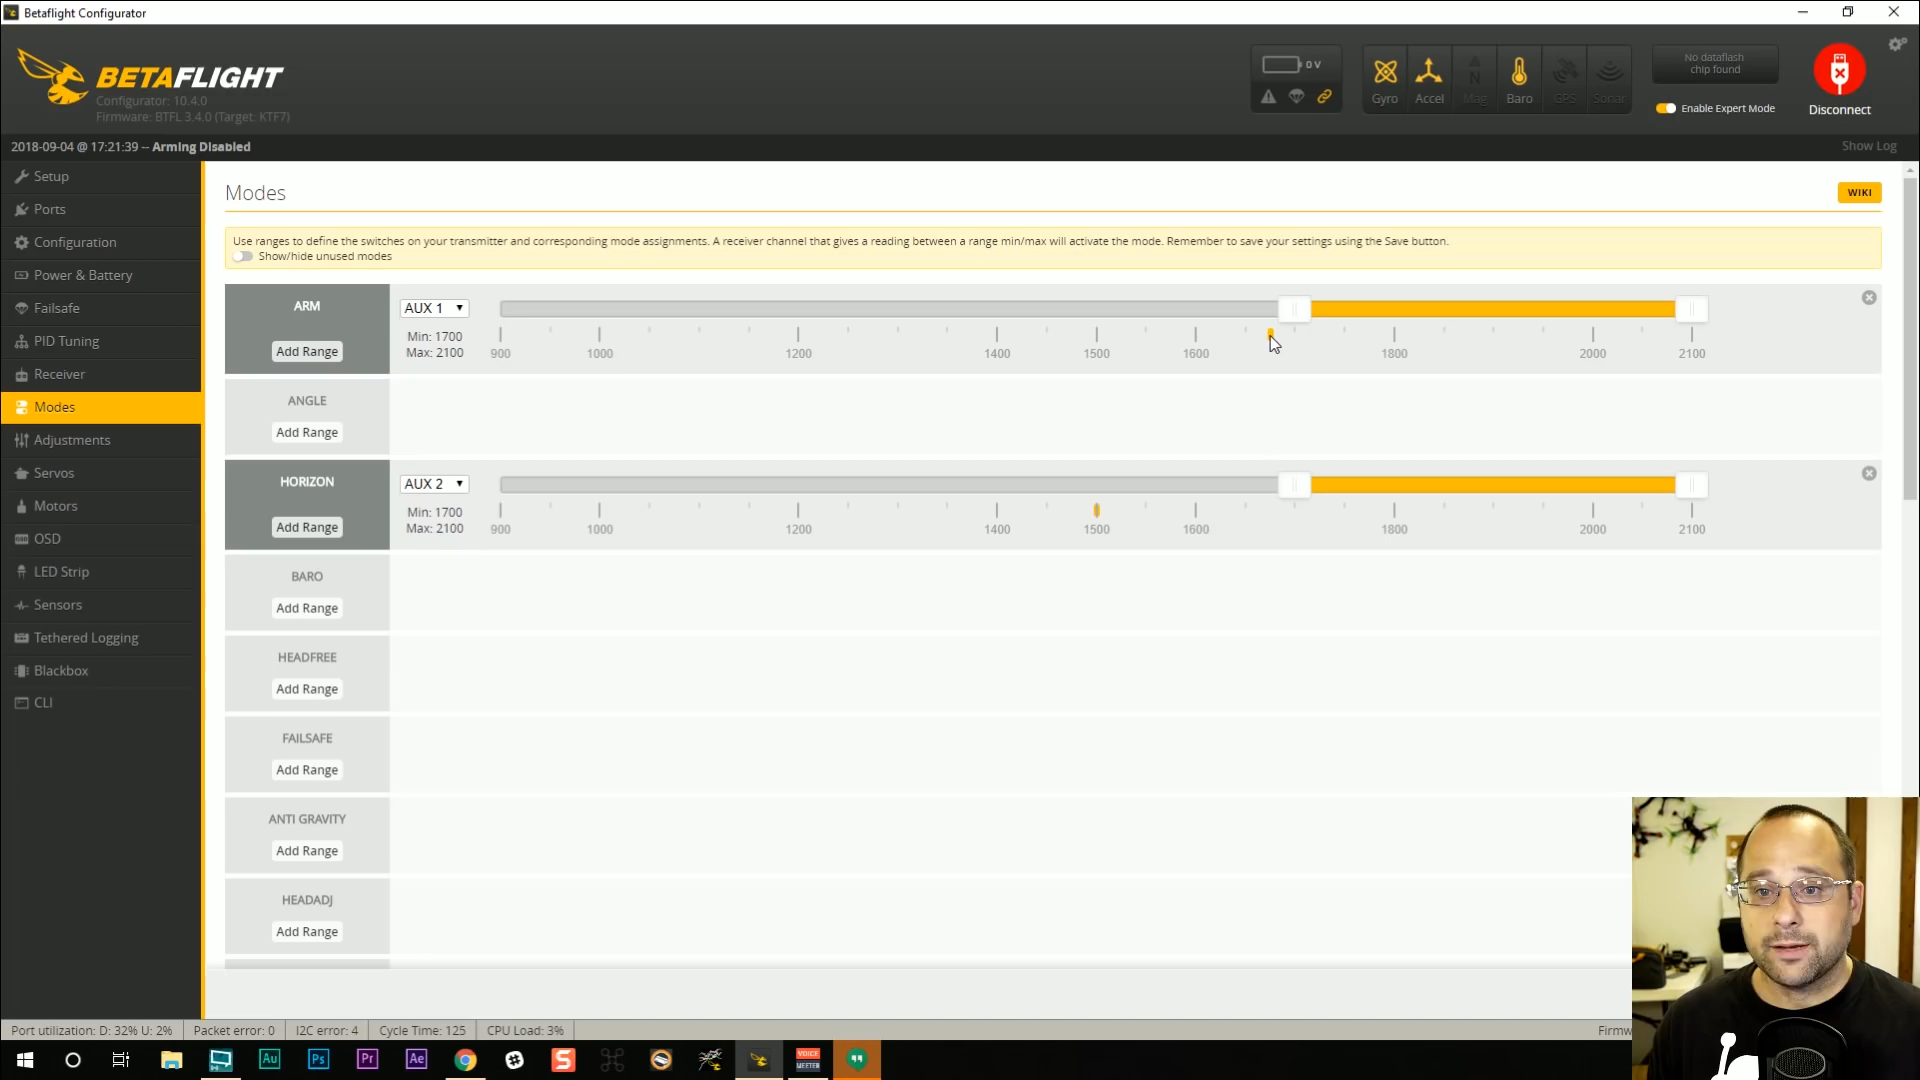 Betaflight Configurator
BETAFLIGHT
Configurator: 10.4.0
Firmware: BTFL 3.4.0 (Target: KTF7)
0 V
Gyro
Accel
Mag
Baro
GPS
Sonar
No dataflash
chip found
Enable Expert Mode
Disconnect
2018-09-04 @ 17:21:39 -- Arming Disabled
Show Log
Setup
Ports
Configuration
Power & Battery
Failsafe
PID Tuning
Receiver
Modes
Adjustments
Servos
Motors
OSD
LED Strip
Sensors
Tethered Logging
Blackbox
CLI
Modes
WIKI
Use ranges to define the switches on your transmitter and corresponding mode assignments. A receiver channel that gives a reading between a range min/max will activate the mode. Remember to save your settings using the Save button.
Show/hide unused modes
ARM
Add Range
AUX 1
Min: 1700
Max: 2100
900 1000 1200 1400 1500 1600 1800 2000 2100
ANGLE
Add Range
HORIZON
Add Range
AUX 2
Min: 1700
Max: 2100
900 1000 1200 1400 1500 1600 1800 2000 2100
BARO
Add Range
HEADFREE
Add Range
FAILSAFE
Add Range
ANTI GRAVITY
Add Range
HEADADJ
Add Range
Port utilization: D: 32% U: 2%
Packet error: 0
I2C error: 4
Cycle Time: 125
CPU Load: 3%
Firmw
Au
Ps
Pr
Ae
S
VOICE
MEETER